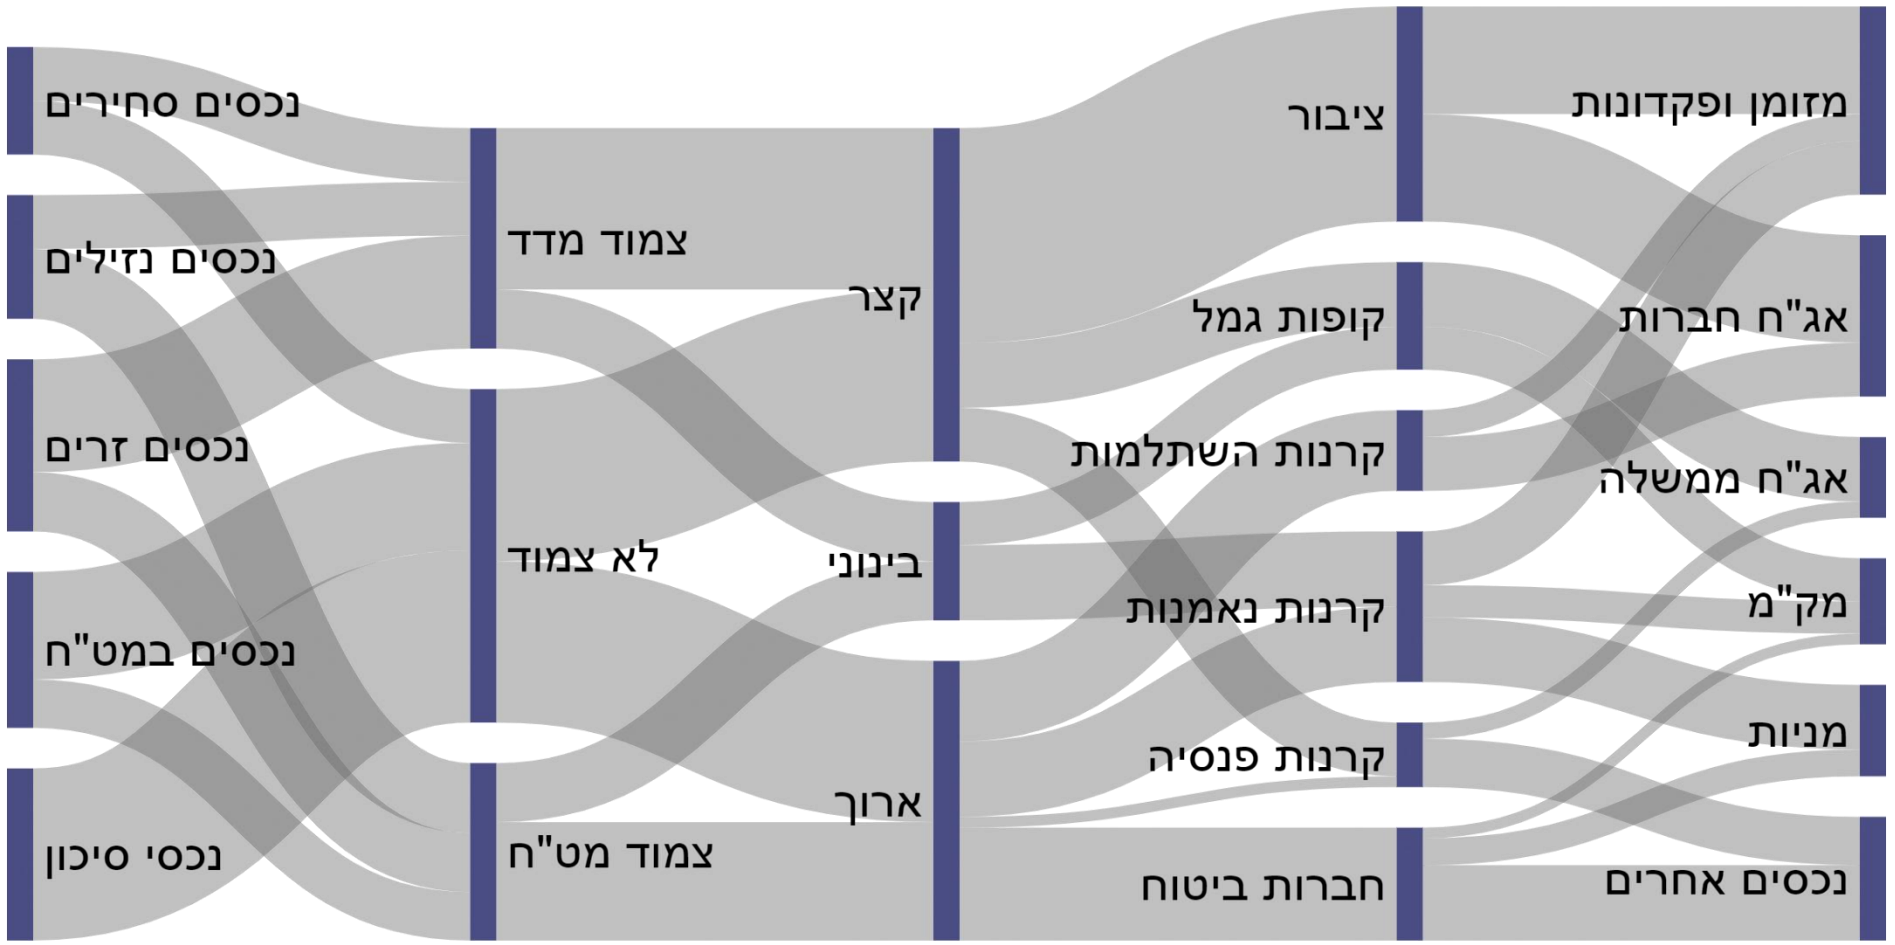 נכסים סחירים
נכסים נזילים
נכסים זרים
נכסים במט"ח
נכסי סיכון
צמוד מדד
לא צמוד
צמוד מט"ח
קצר
בינוני
ארוך
ציבור
קופות גמל
קרנות השתלמות
קרנות נאמנות
קרנות פנסיה
חברות ביטוח
מזומן ופקדונות
אג"ח חברות
אג"ח ממשלה
מק"מ
מניות
נכסים אחרים